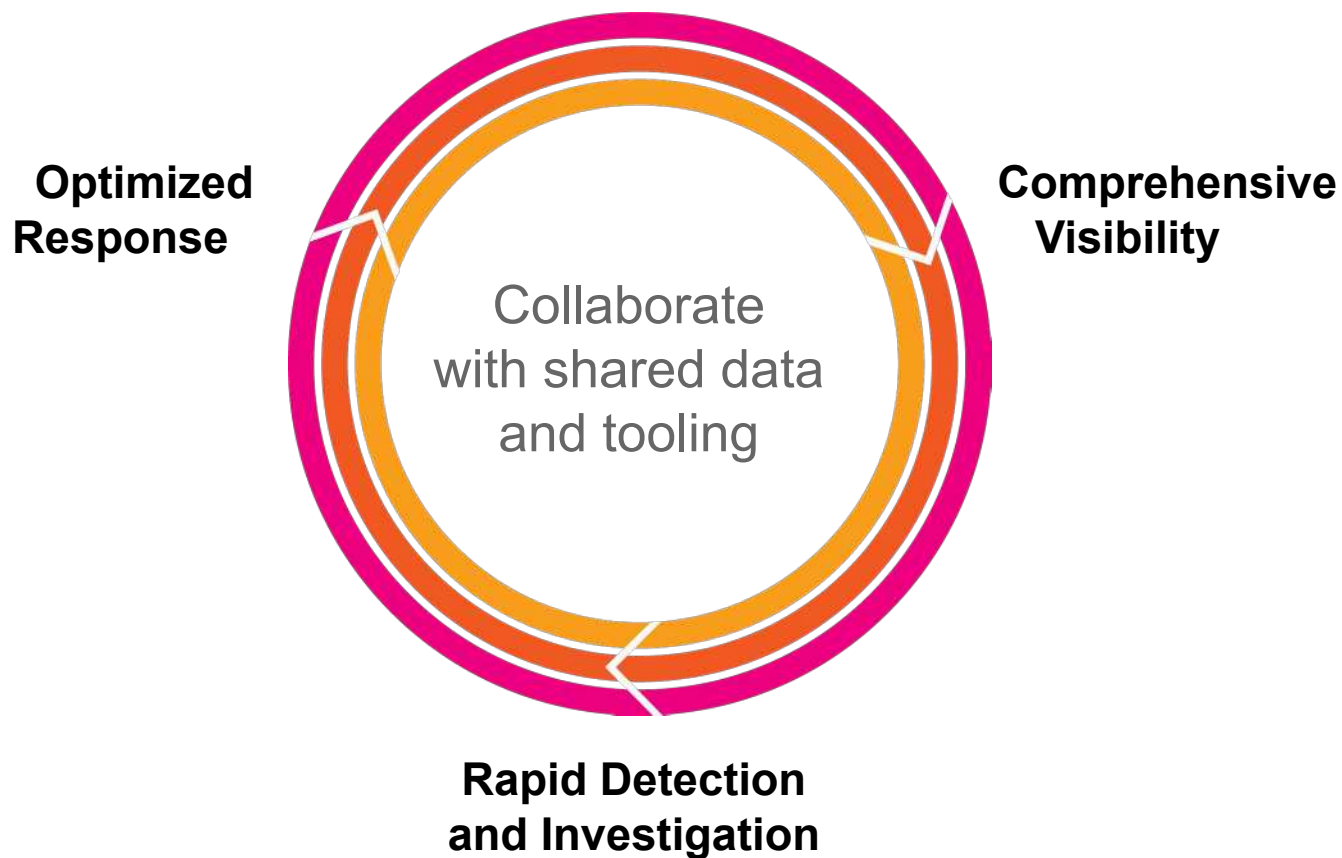 Optimized
Response
Comprehensive
Visibility
Collaborate
with shared data
and tooling
Rapid Detection
and Investigation